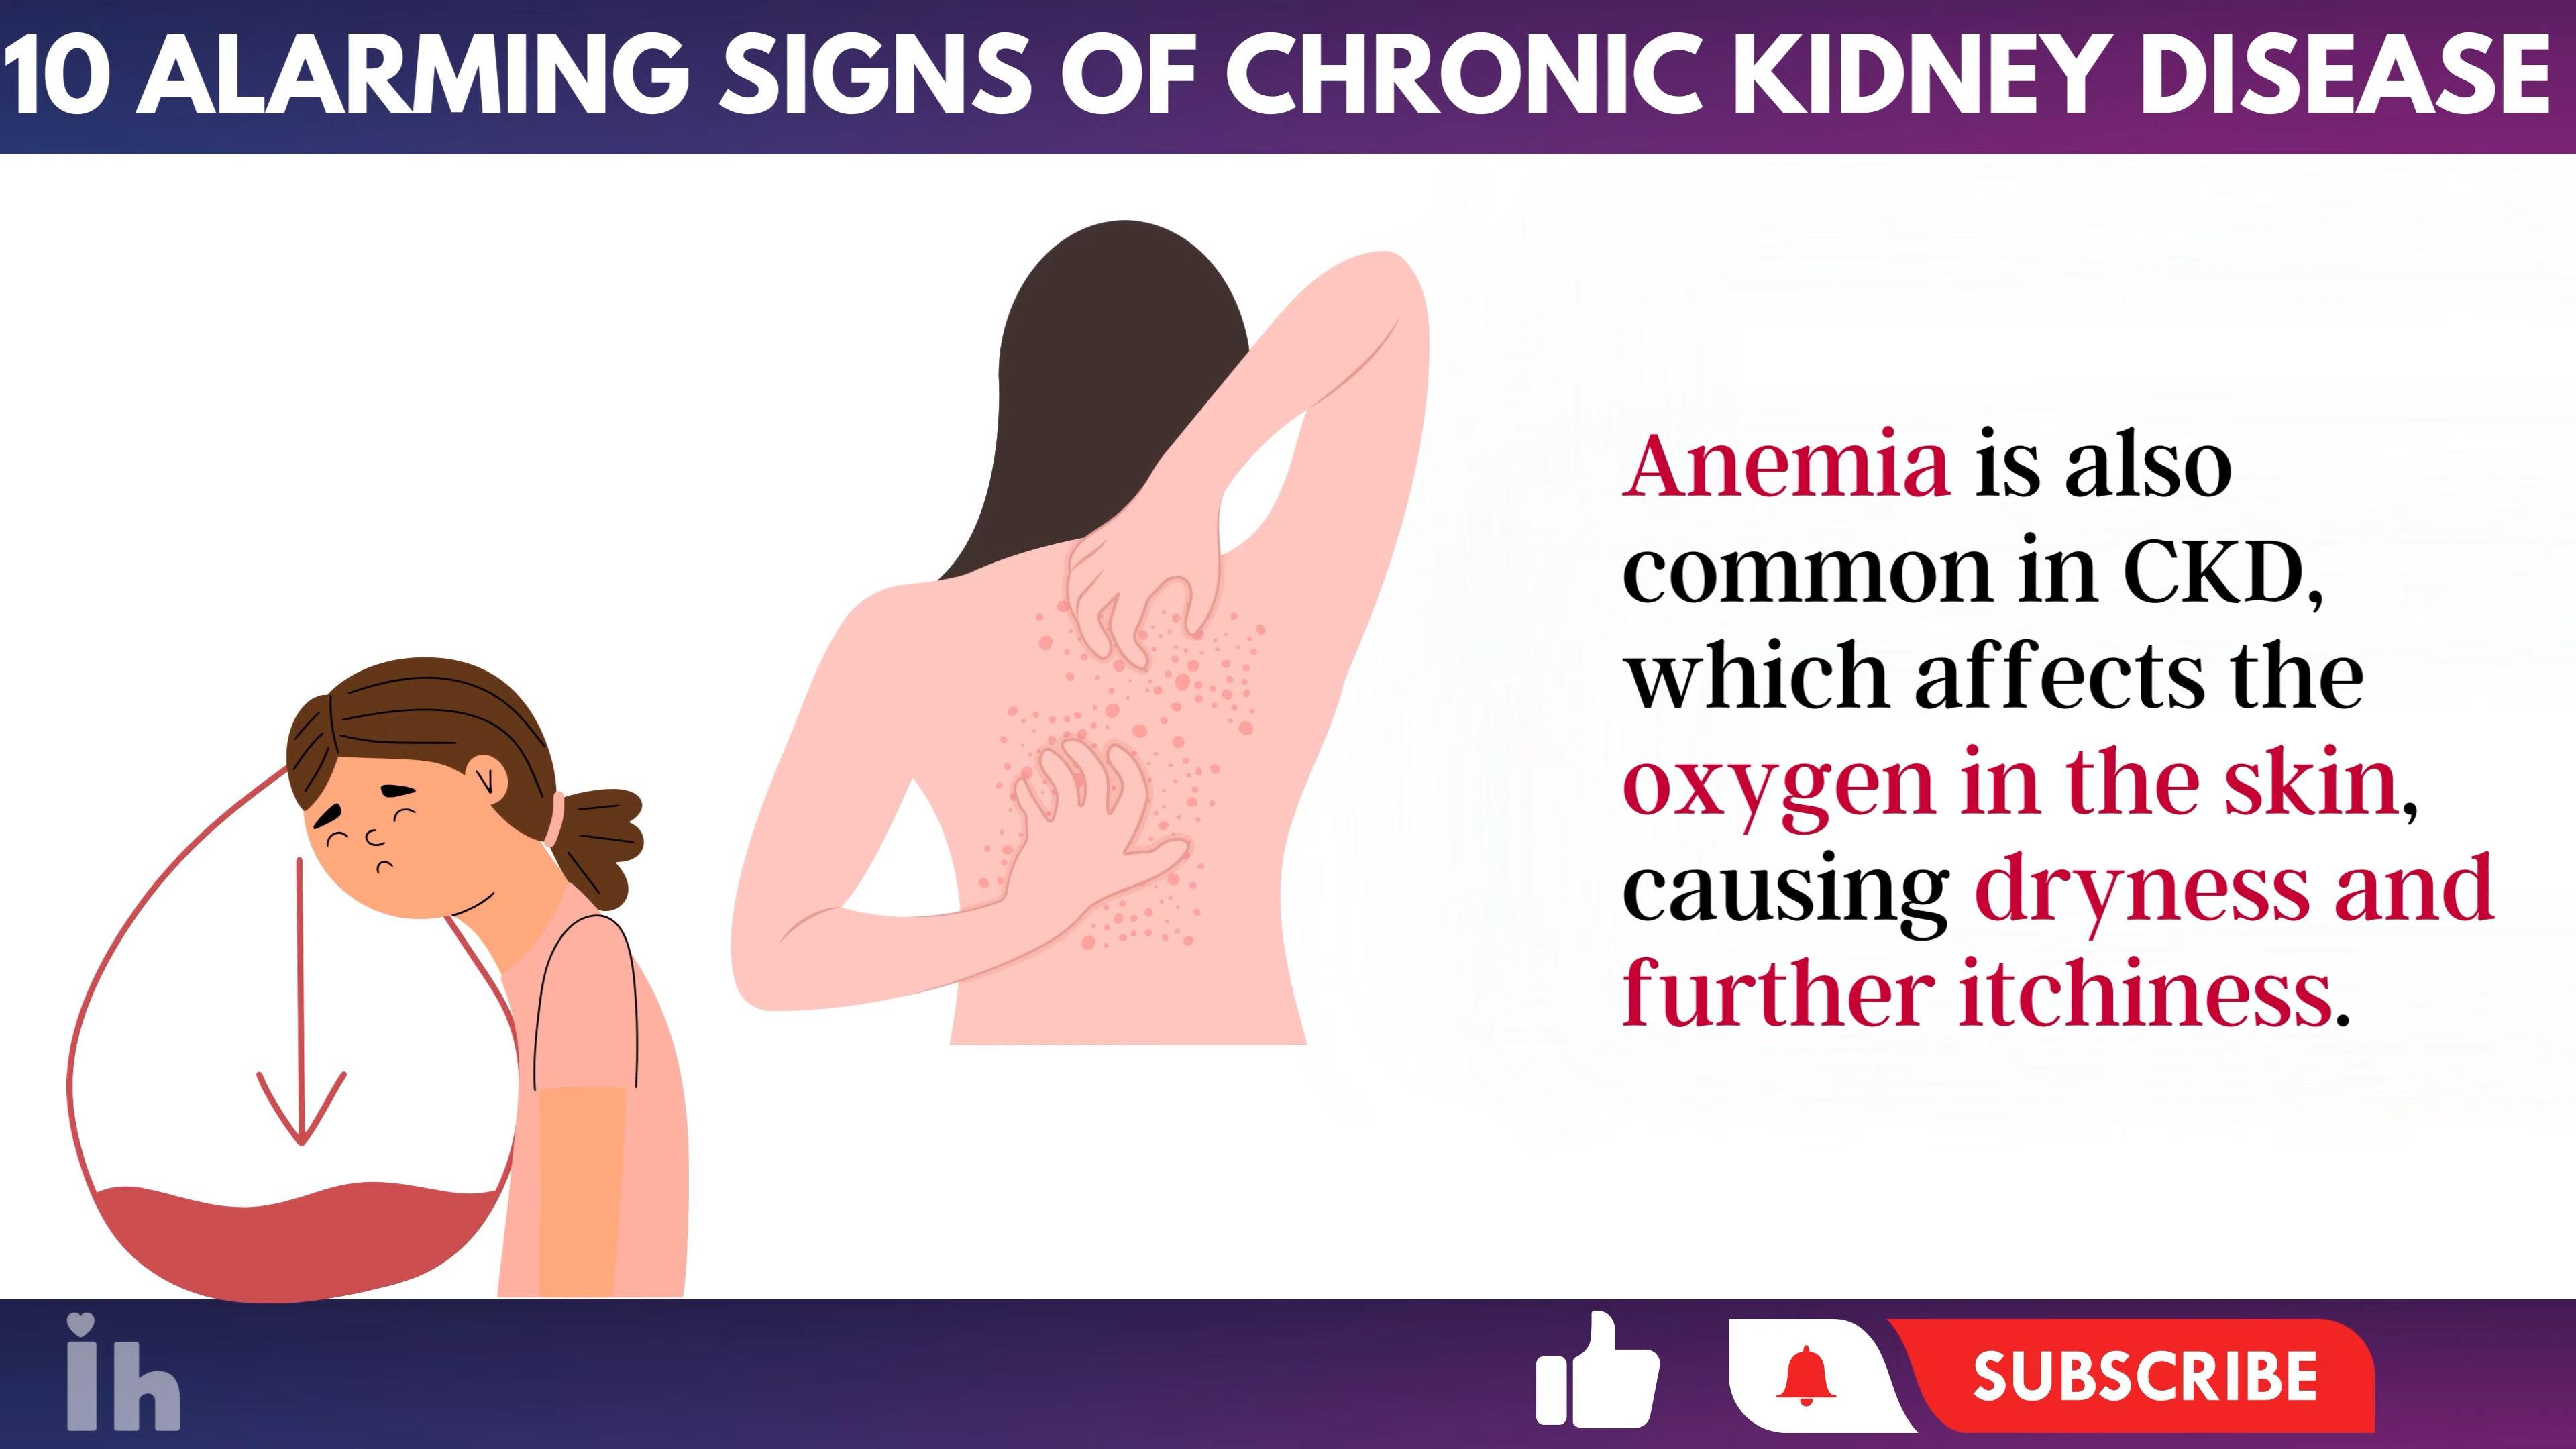 10 ALARMING SIGNS OF CHRONIC KIDNEY DISEASE
Anemia is also
common in CKD,
which affects the
oxygen in the skin,
causing dryness and
further itchiness.
ih
SUBSCRIBE